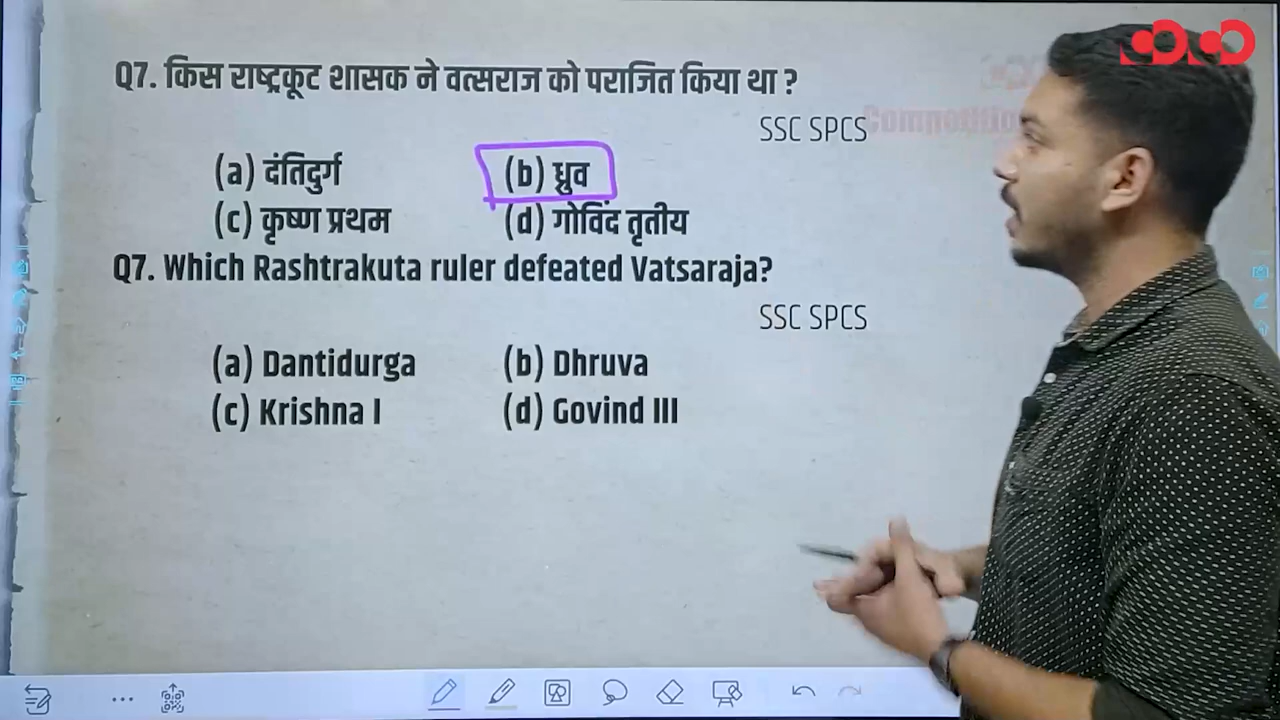 Q7. किस राष्ट्रकूट शासक ने वत्सराज को पराजित किया था ?
SSC SPCS
(a) दंतिदुर्ग (b) ध्रुव
(c) कृष्ण प्रथम (d) गोविंद तृतीय
Q7. Which Rashtrakuta ruler defeated Vatsaraja?
SSC SPCS
(a) Dantidurga (b) Dhruva
(c) Krishna I (d) Govind III